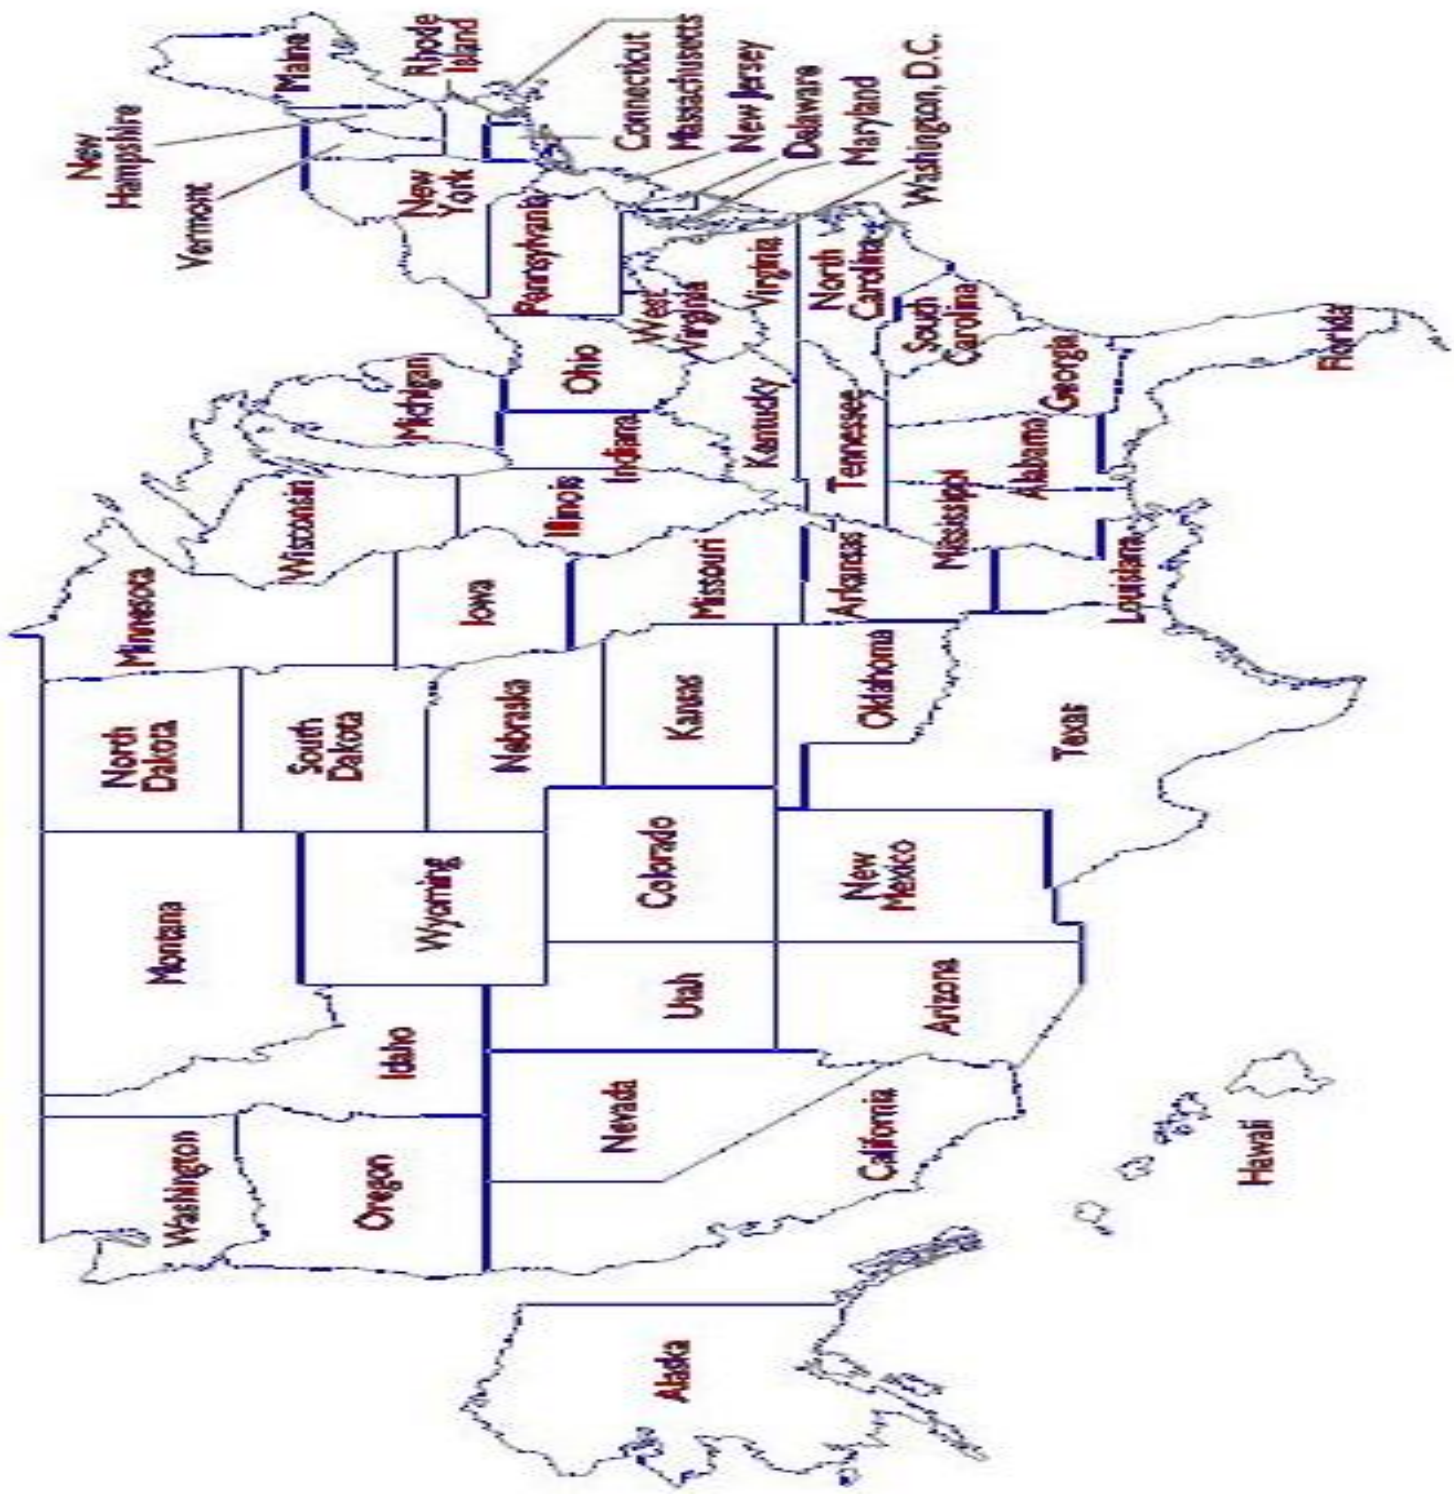 Washington
Oregon
California
Nevada
Idaho
Montana
Wyoming
Utah
Arizona
Colorado
New
Mexico
North
Dakota
South
Dakota
Nebraska
Kansas
Oklahoma
Texas
Minnesota
Iowa
Missouri
Arkansas
Louisiana
Wisconsin
Illinois
Indiana
Michigan
Ohio
Kentucky
Tennessee
Mississippi
Alabama
Georgia
Florida
South
Carolina
North
Carolina
Virginia
West
Virginia
Pennsylvania
New
York
Vermont
New
Hampshire
Maine
Rhode
Island
Connecticut
Massachusetts
New Jersey
Delaware
Maryland
Washington, D.C.
Alaska
Hawaii